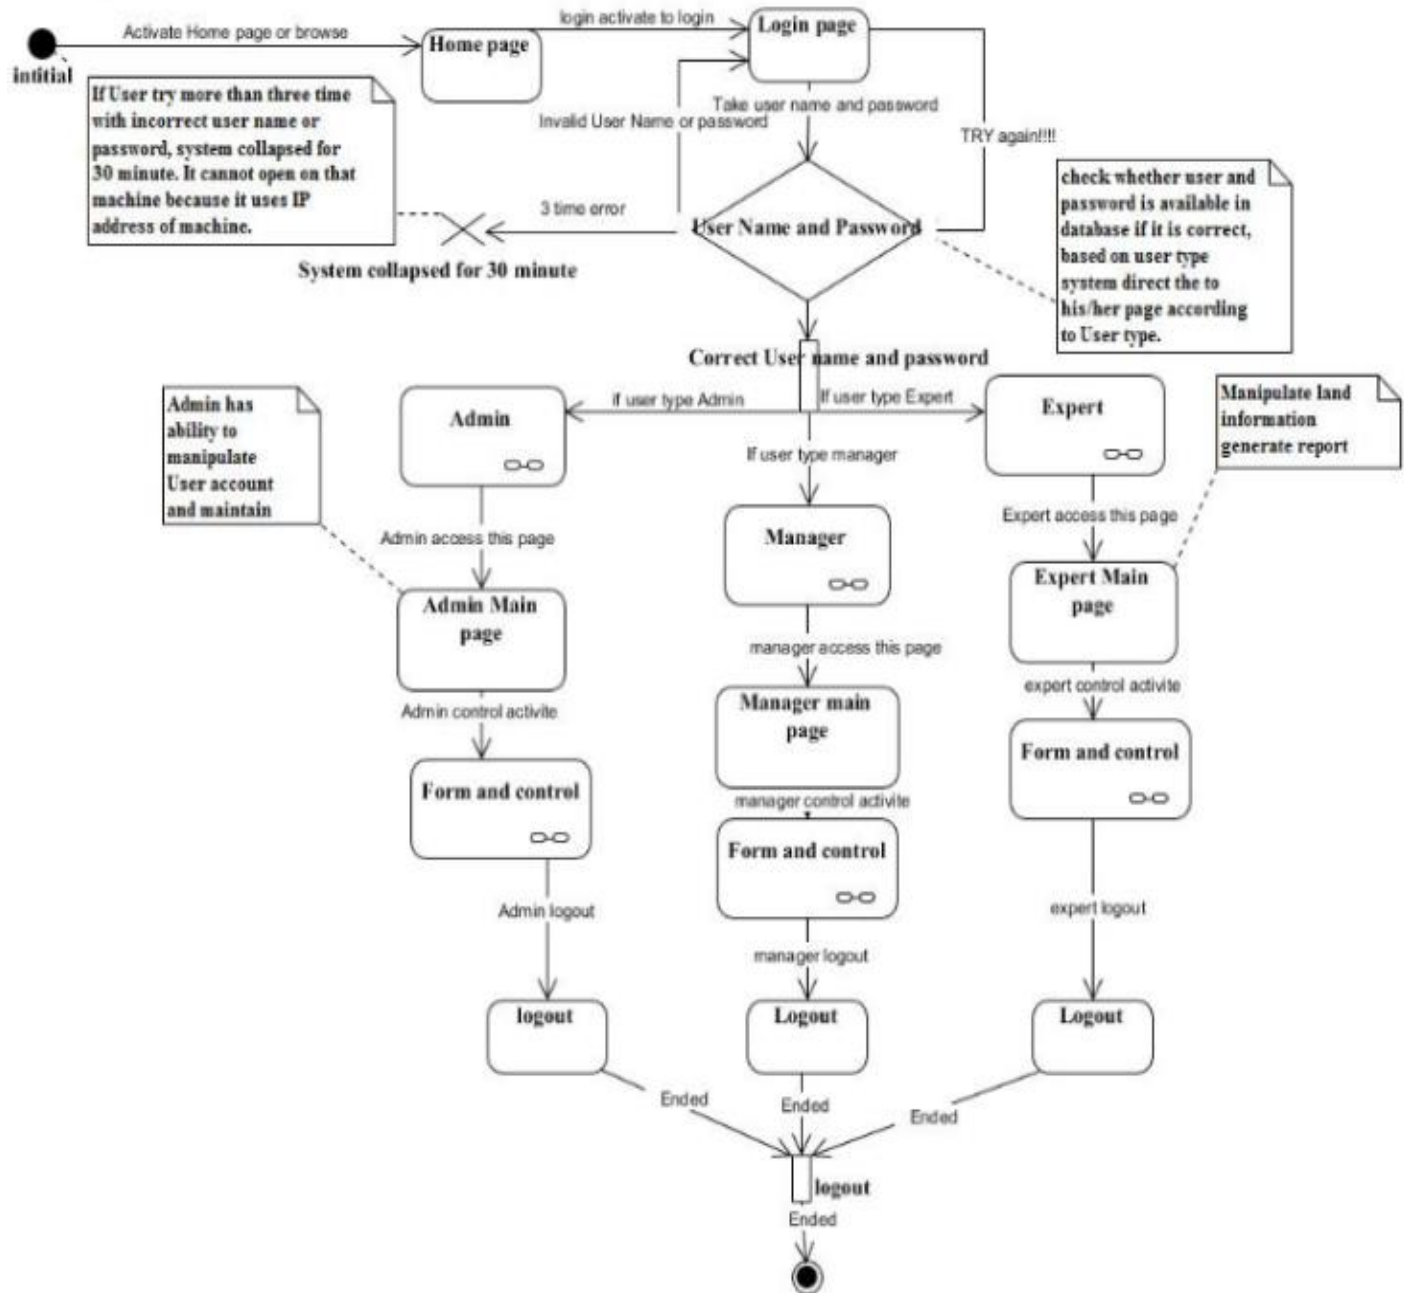 login activate to login
Activate Home page or browse
Login page
Home page
intitial
If User try more than three time
with incorrect user name or
password, system collapsed for
30 minute. It cannot open on that
machine because it uses IP
address of machine.
Take user name and password
Invalid User Name or password
TRY again!!!!
check whether user and
password is available in
database if it is correct,
based on user type
system direct the to
his/her page according
to User type.
3 time error
User Name and Password
System collapsed for 30 minute
Correct User name and password
Admin has
ability to
manipulate
User account
and maintain
if user type Admin
If user type Expert
Admin
Expert
Manipulate land
information
generate report
If user type manager
Expert access this page
Admin access this page
Manager
Expert Main
page
Admin Main
page
manager access this page
expert control activite
Admin control activite
Manager main
page
Form and control
Form and control
manager control activite
Form and control
Admin logout
expert logout
manager logout
logout
Logout
Logout
Ended
Ended
Ended
logout
Ended